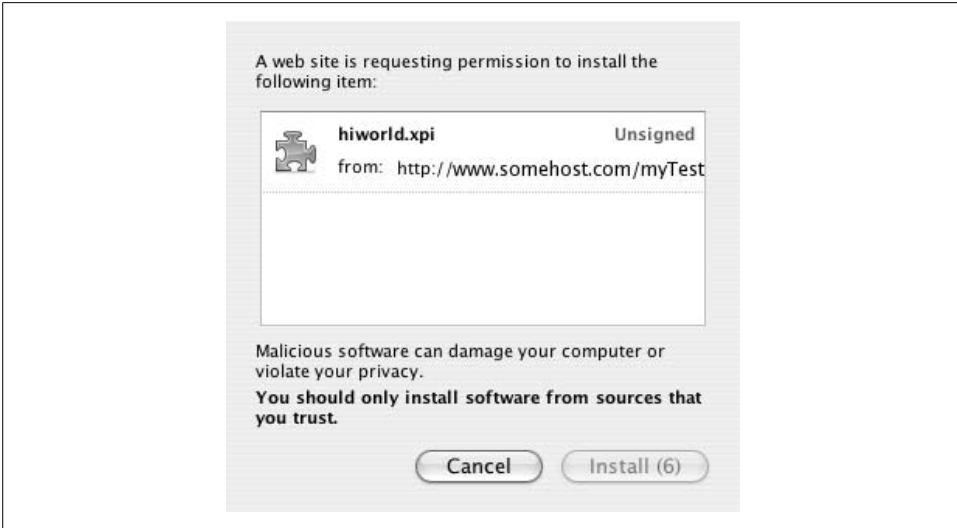 A web site is requesting permission to install the
following item:
hiworld.xpi Unsigned
from: http://www.somehost.com/myTest
Malicious software can damage your computer or
violate your privacy.
You should only install software from sources that
you trust.
Cancel Install (6)